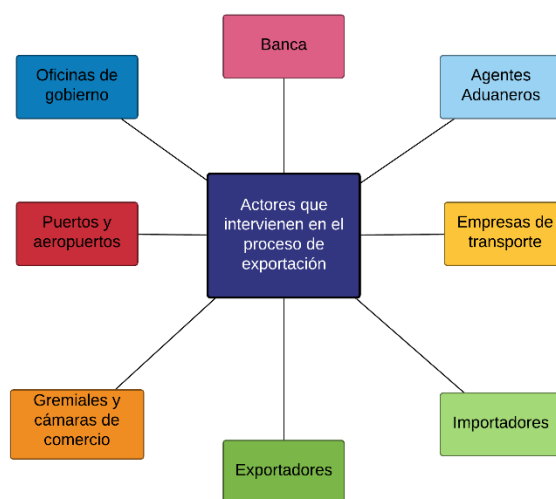 Banca
Oficinas de
gobierno
Agentes
Aduaneros
Actores que
intervienen en el
proceso de
exportación
Puertos y
aeropuertos
Empresas de
transporte
Gremiales y
cámaras de
comercio
Importadores
Exportadores